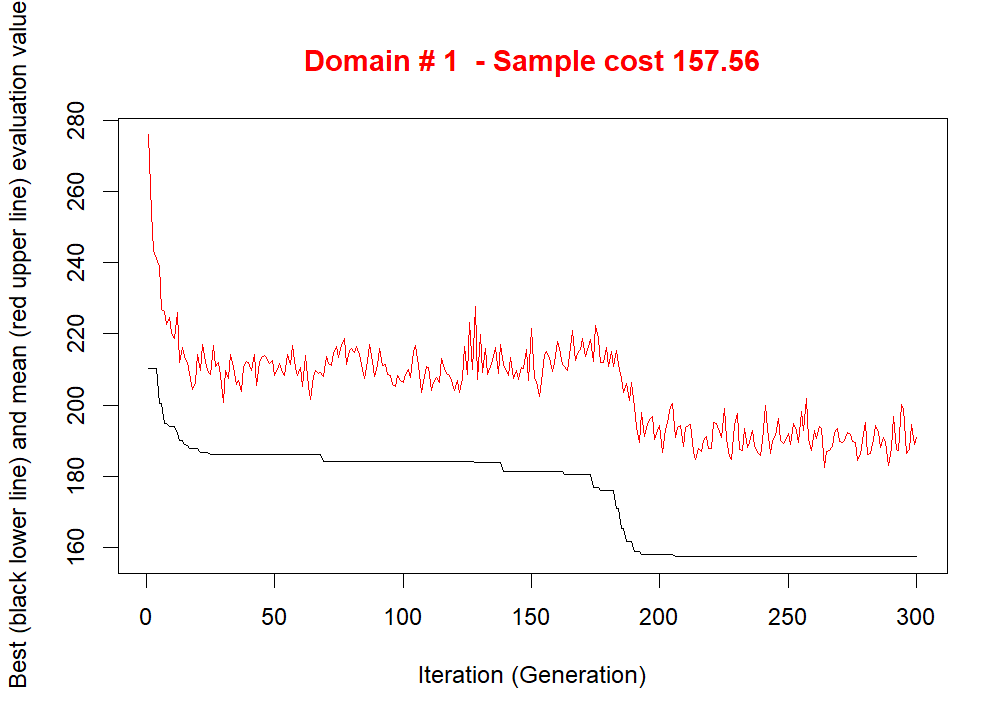 Domain # 1  - Sample cost 157.56
Best (black lower line) and mean (red upper line) evaluation value
280
260
240
220
200
180
160
0 50 100 150 200 250 300
Iteration (Generation)